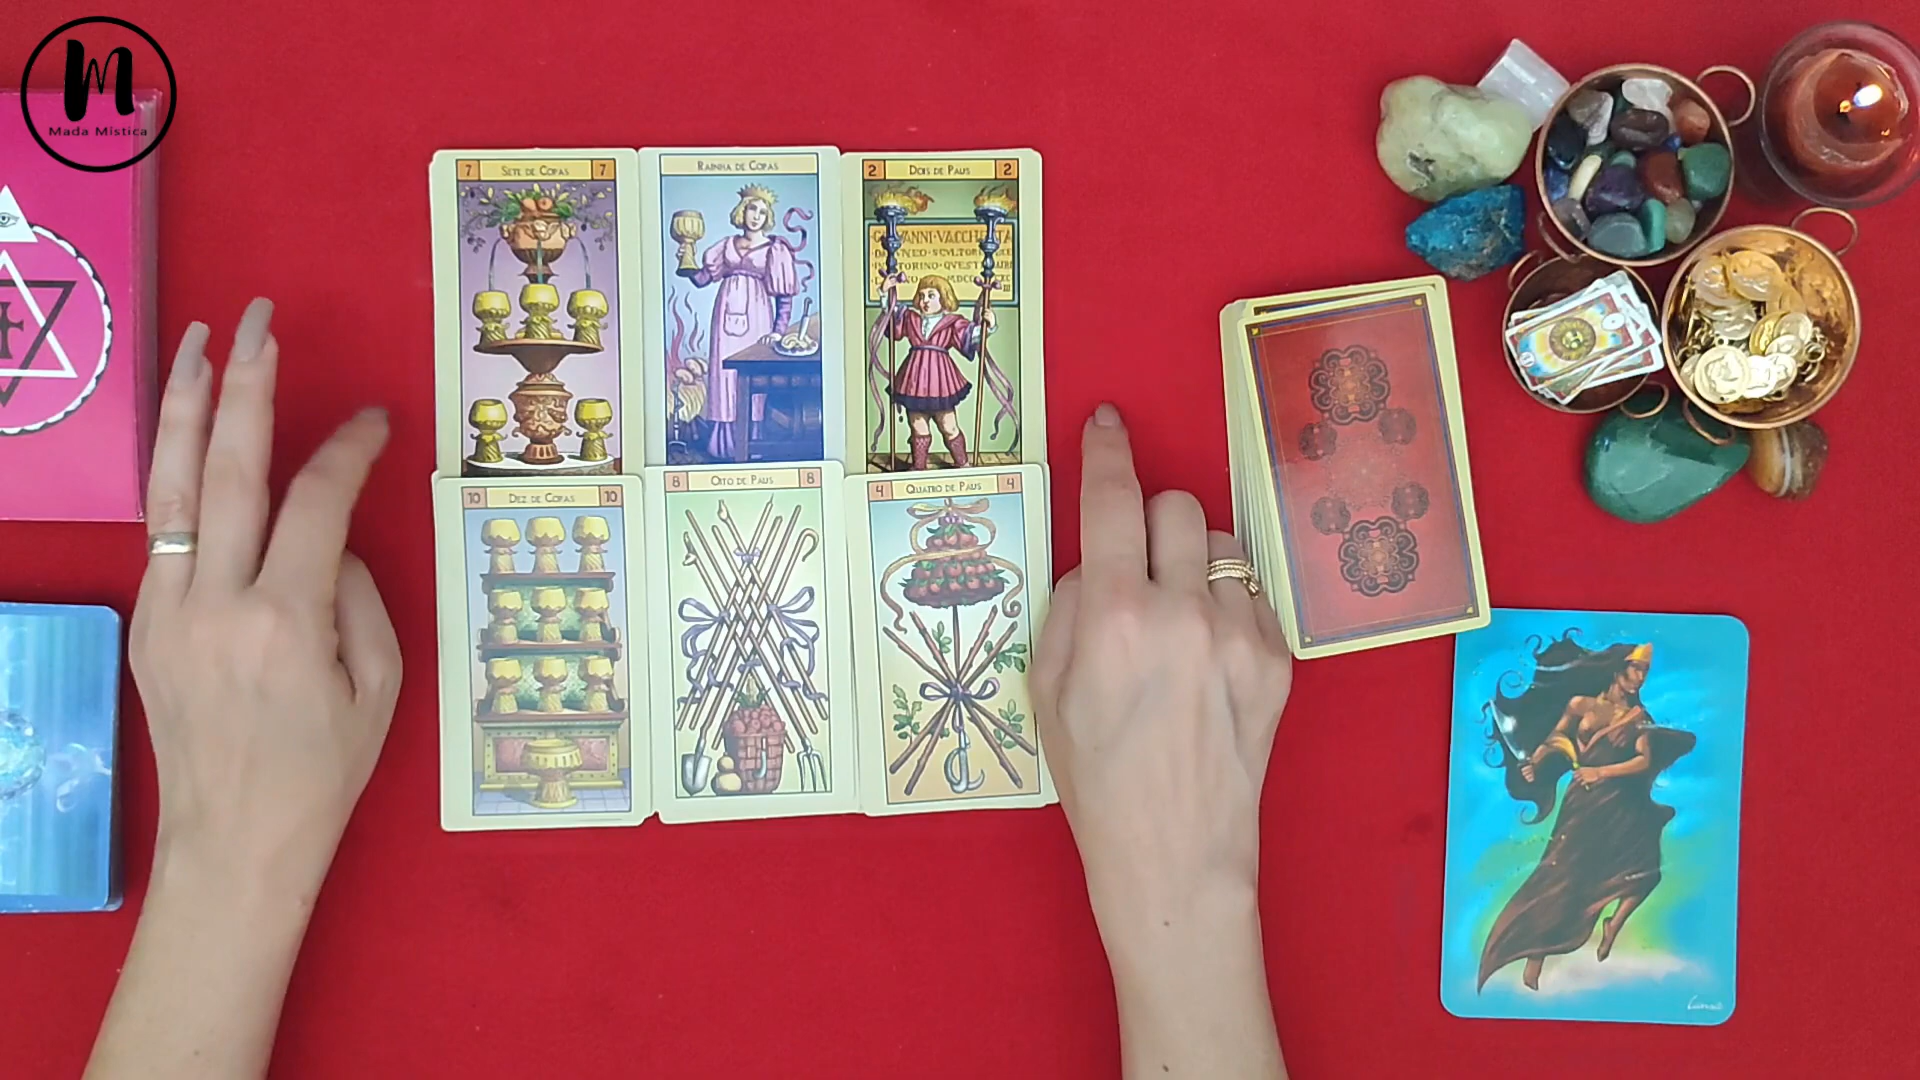 M
Mada Mística
7 SETE DE COPAS 7
RAINHA DE COPAS
2 DOIS DE PAUS 2
10 DEZ DE COPAS 10
8 OITO DE PAUS 8
4 QUATRO DE PAUS 4